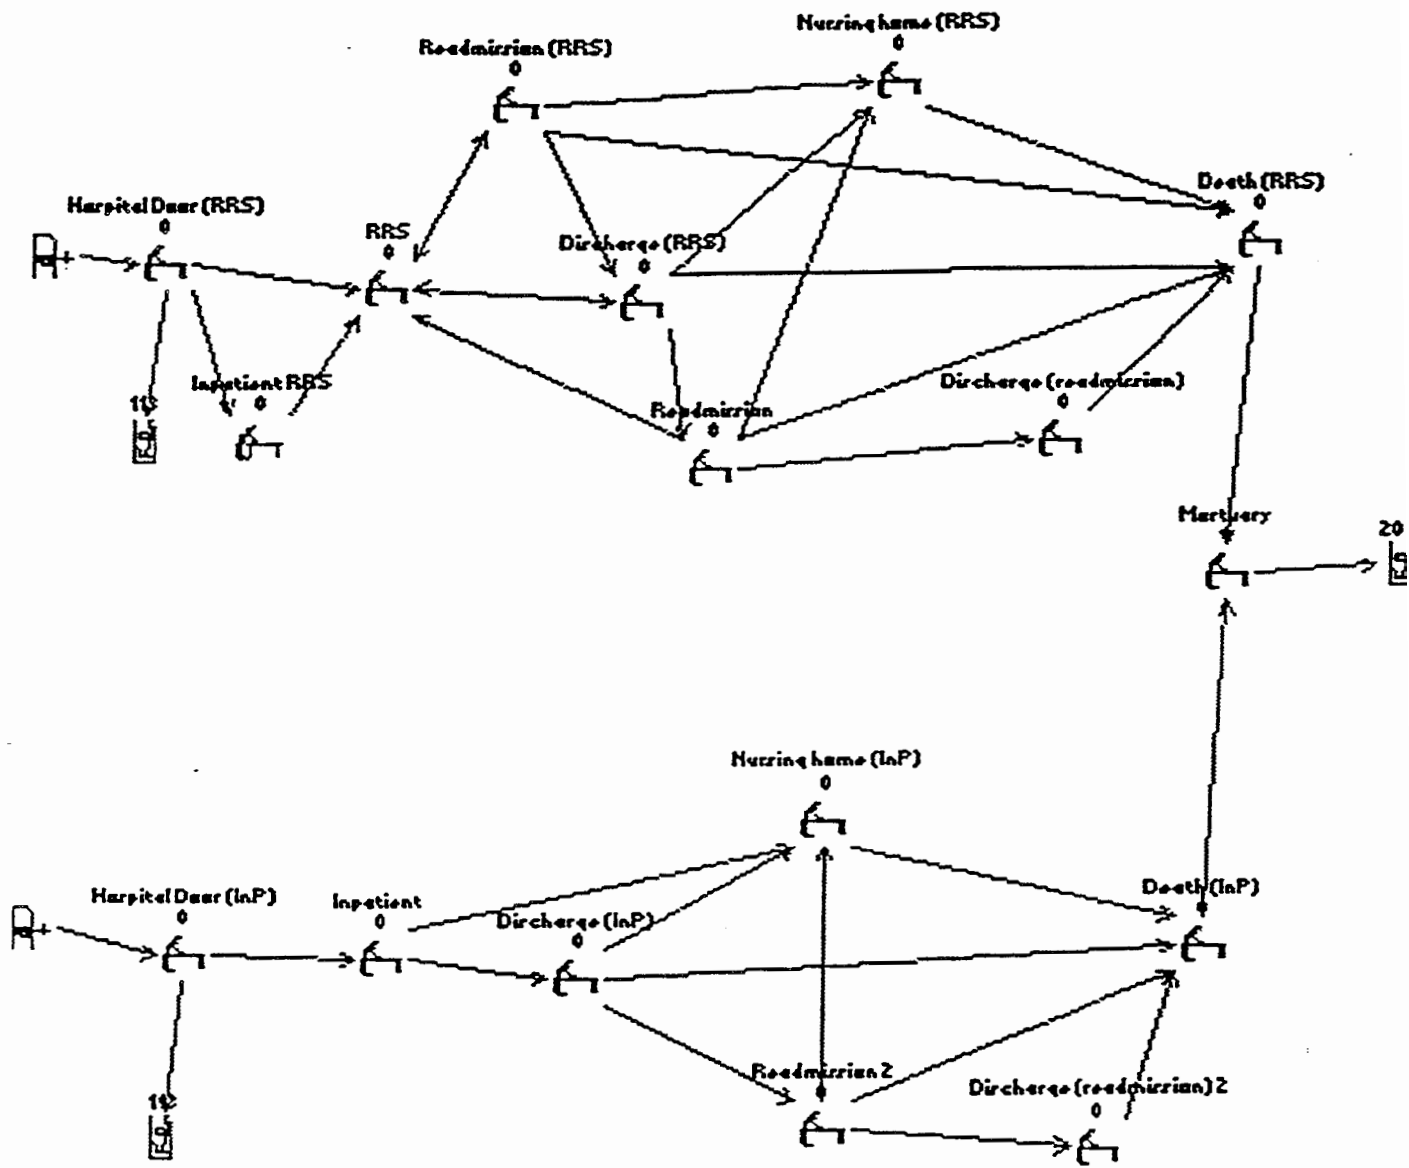 Nursing home (RRS)
0
Readmission (RRS)
0
Death (RRS)
0
Hospital Door (RRS)
0
RRS
0
Discharge (RRS)
0
Inpatient RRS
0
Discharge (readmission)
0
Readmission
0
Mortuary
20
Nursing home (InP)
0
Death (InP)
Hospital Door (InP)
0
Inpatient
0
Discharge (InP)
0
Readmission 2
Discharge (readmission) 2
0